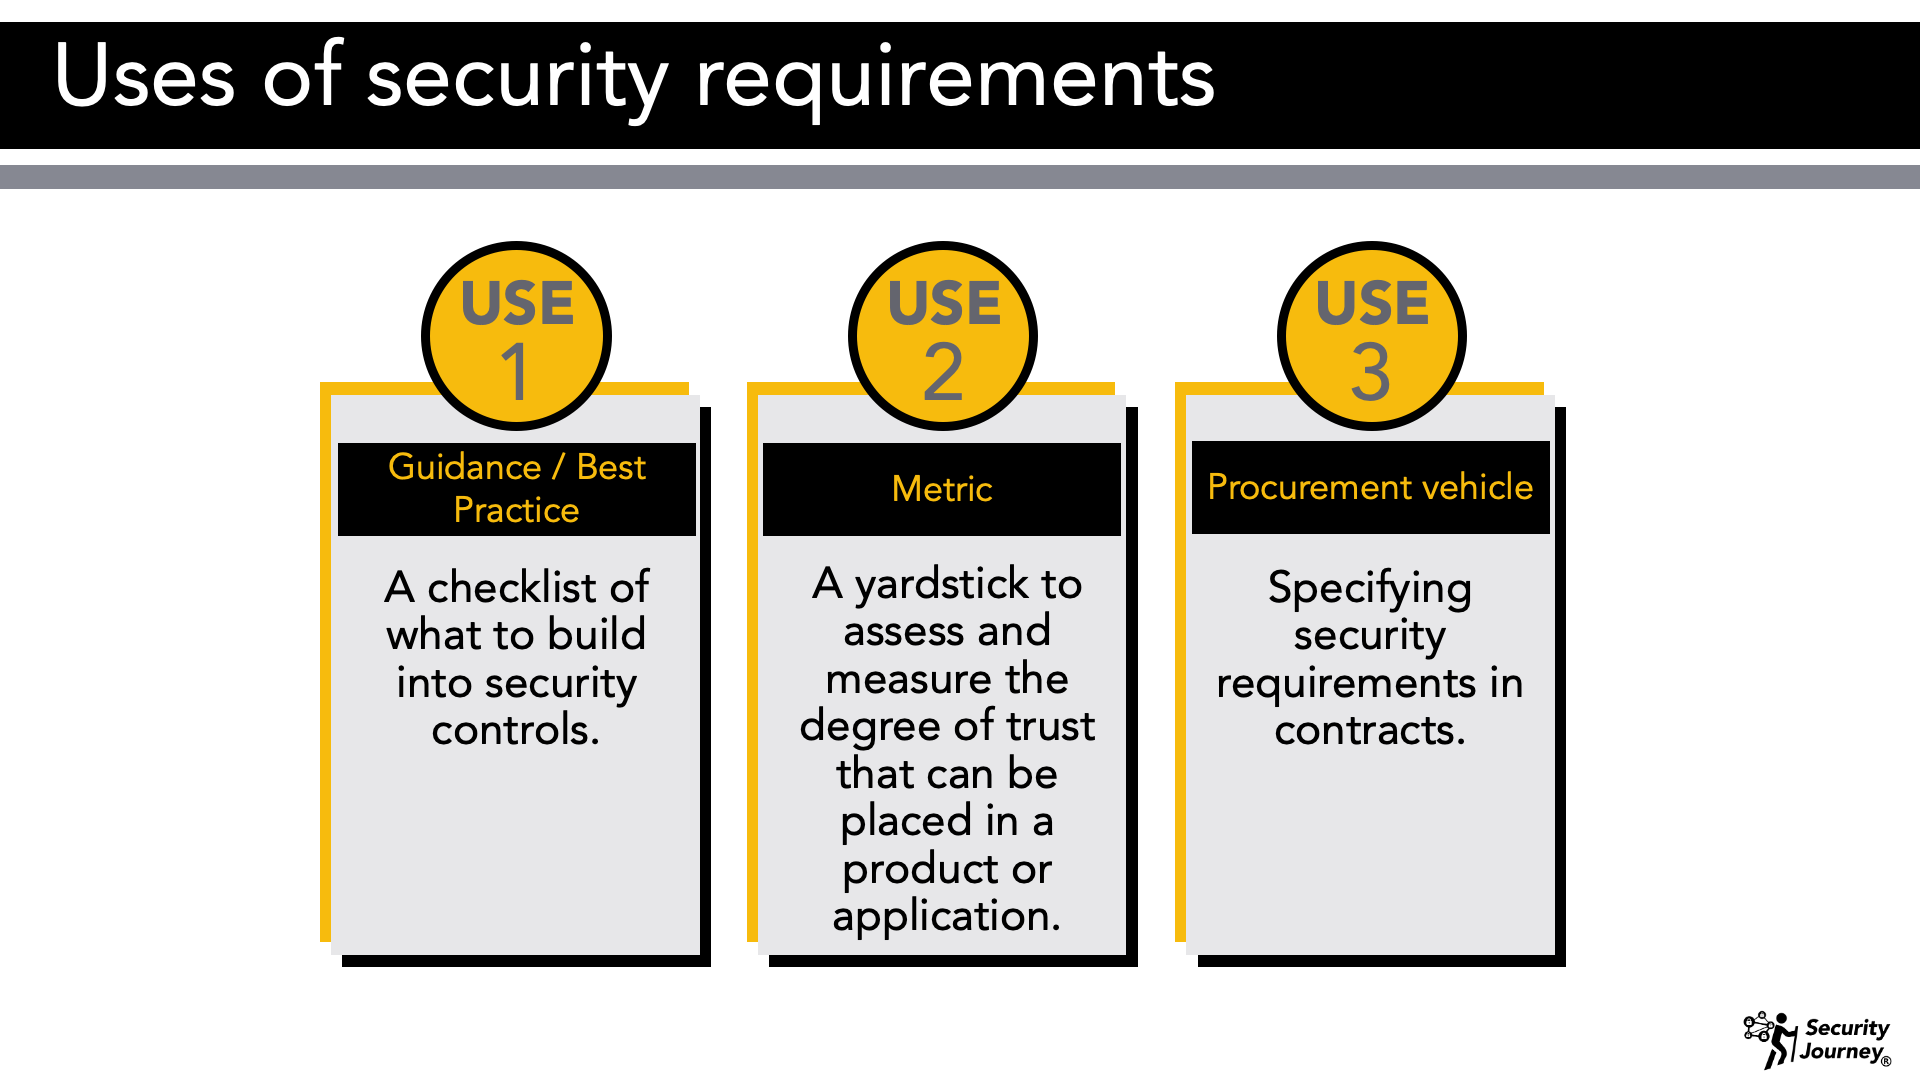 Uses of security requirements
USE
1
Guidance / Best
Practice
A checklist of
what to build
into security
controls.
USE
2
Metric
A yardstick to
assess and
measure the
degree of trust
that can be
placed in a
product or
application.
USE
3
Procurement vehicle
Specifying
security
requirements in
contracts.
Security
Journey®